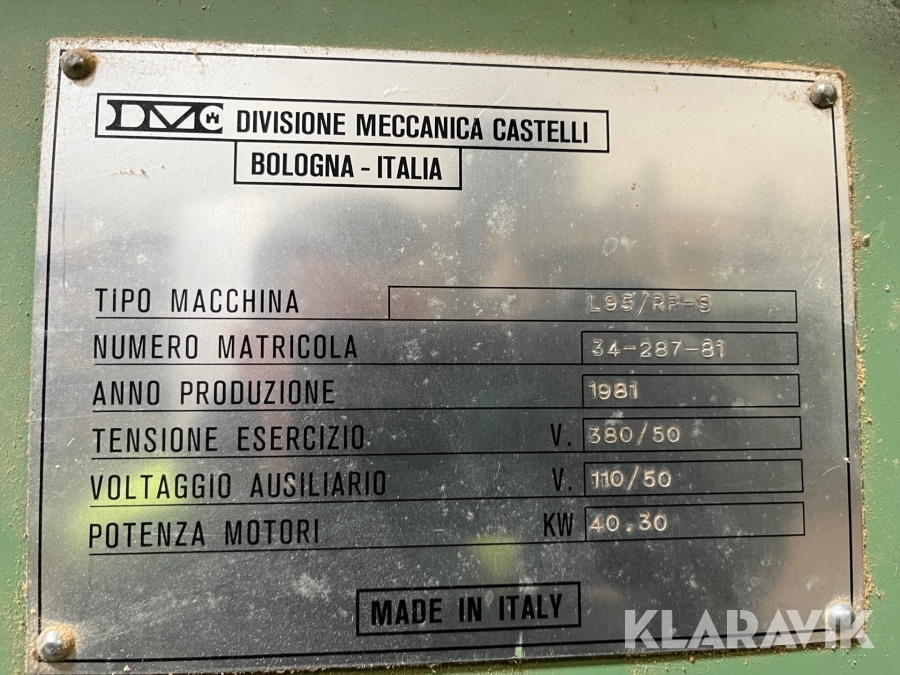 DMC DIVISIONE MECCANICA CASTELLI
BOLOGNA - ITALIA
TIPO MACCHINA L95/RP-S
NUMERO MATRICOLA 34-287-81
ANNO PRODUZIONE 1981
TENSIONE ESERCIZIO V. 380/50
VOLTAGGIO AUSILIARIO V. 110/50
POTENZA MOTORI KW 40.30
MADE IN ITALY
KLARAVIK